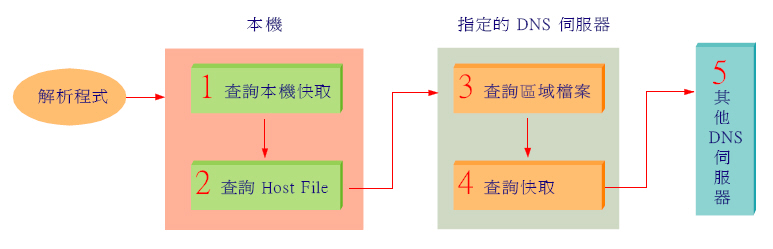 本機
指定的 DNS 伺服器
解析程式
1 查詢本機快取
2 查詢 Host File
3 查詢區域檔案
4 查詢快取
5
其
他
DNS
伺
服
器